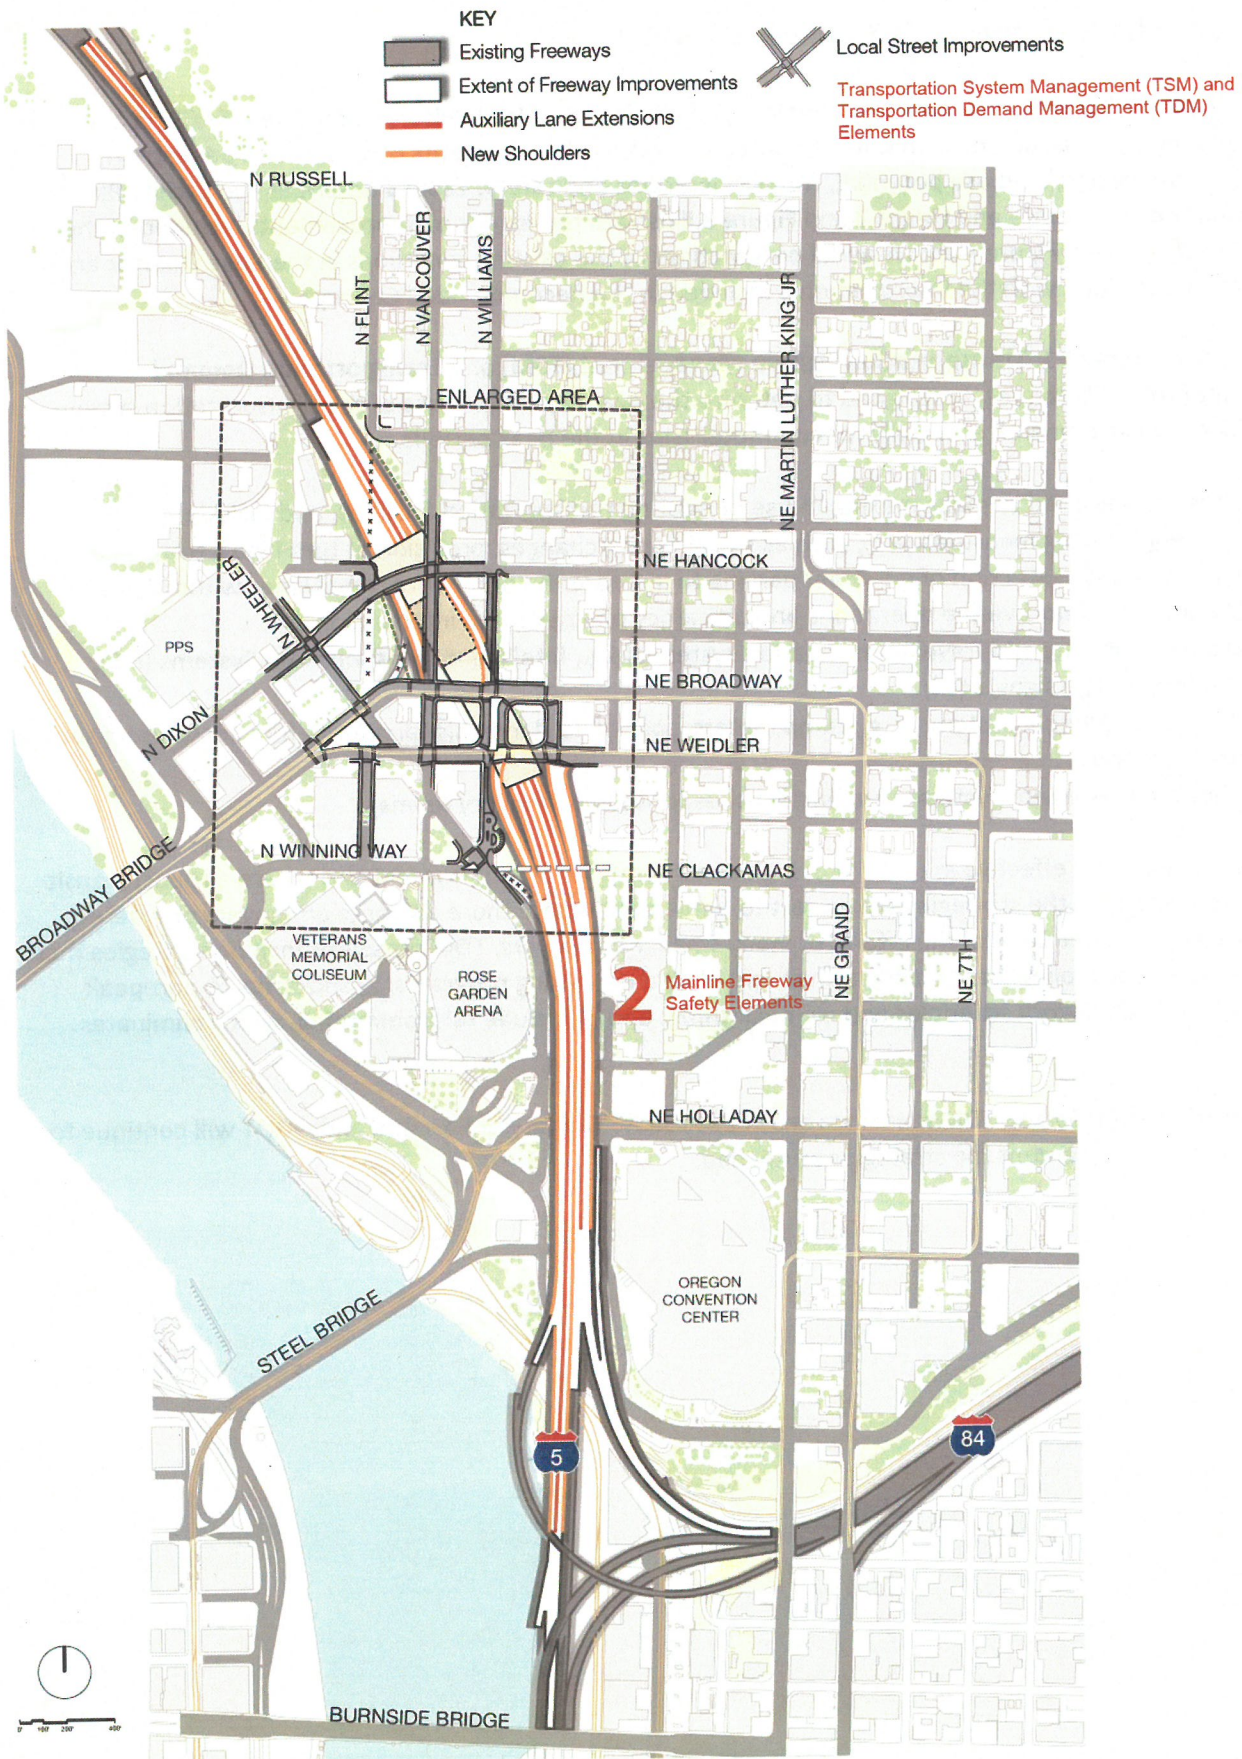 KEY
Existing Freeways
Extent of Freeway Improvements
Auxiliary Lane Extensions
New Shoulders
Local Street Improvements
Transportation System Management (TSM) and
Transportation Demand Management (TDM)
Elements
N RUSSELL
N FLINT
N VANCOUVER
N WILLIAMS
NE MARTIN LUTHER KING JR
ENLARGED AREA
NE HANCOCK
N WHEELER
PPS
NE BROADWAY
N DIXON
NE WEIDLER
N WINNING WAY
NE CLACKAMAS
BROADWAY BRIDGE
VETERANS
MEMORIAL
COLISEUM
ROSE
GARDEN
ARENA
2
Mainline Freeway
Safety Elements
NE GRAND
NE 7TH
NE HOLLADAY
OREGON
CONVENTION
CENTER
STEEL BRIDGE
5
84
BURNSIDE BRIDGE
0' 100' 200' 400'